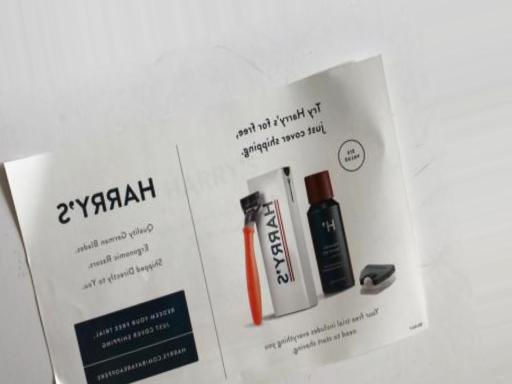 HARRY'S
Quality German Blades.
Ergonomic Razors.
Shipped Directly to You.
REDEEM YOUR FREE TRIAL,
JUST COVER SHIPPING
HARRYS.COM/BAYAREAOFFERS
Try Harry's for free,
just cover shipping.
$13
VALUE
HARRY'S
H'
Your free trial includes everything you
need to start shaving.